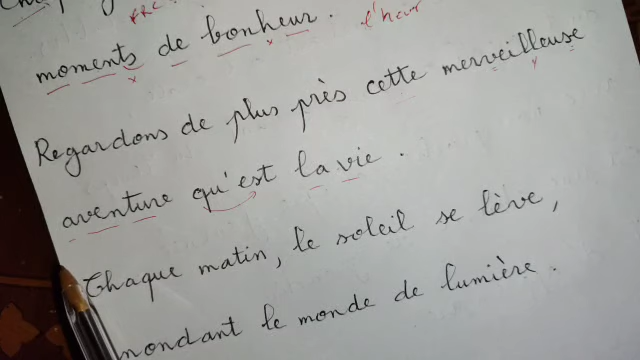 moments de bonheur.
Regardons de plus près cette merveilleuse
aventure qu'est la vie.
Chaque matin, le soleil se lève,
nondant le monde de lumière.